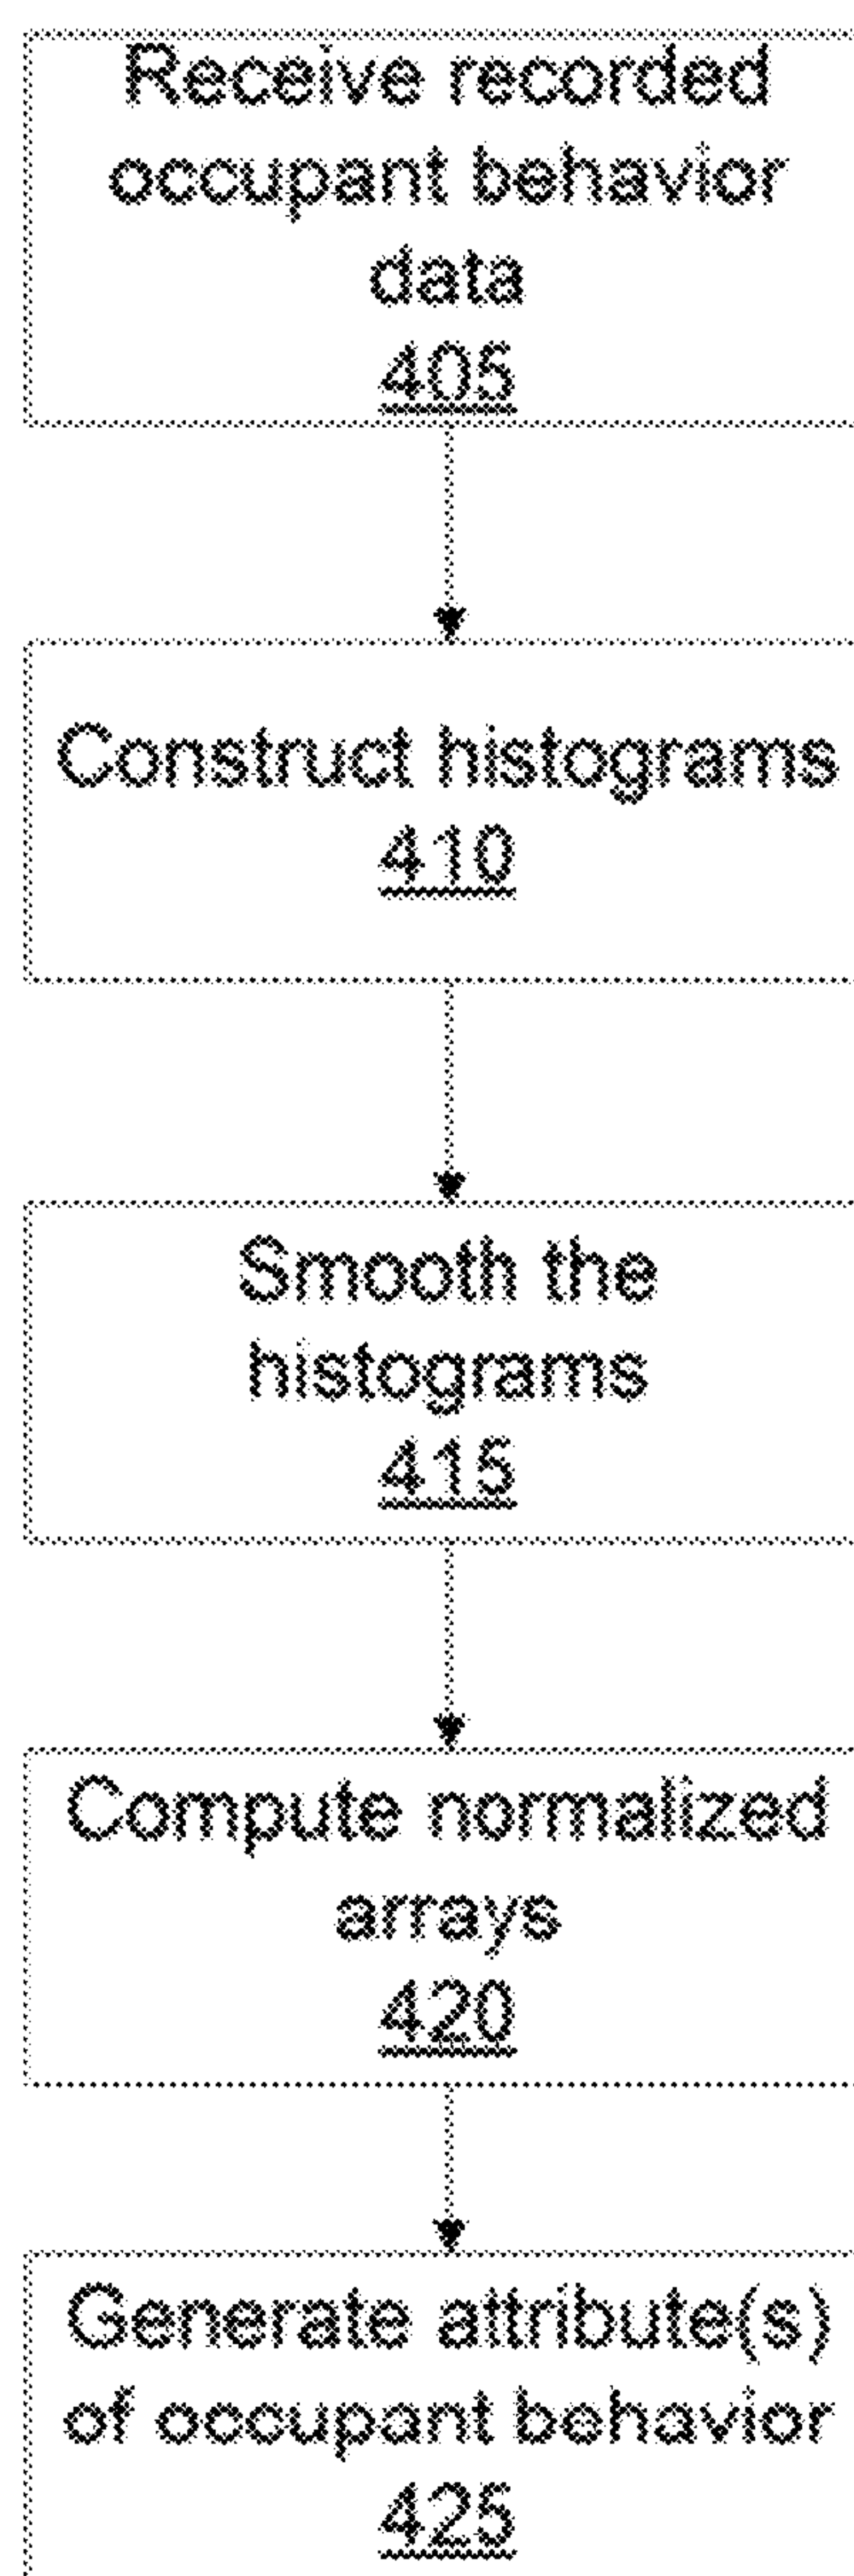 Receive recorded
occupant behavior
data
405
Construct histograms
410
Smooth the
histograms
415
Compute normalized
arrays
420
Generate attribute(s)
of occupant behavior
425